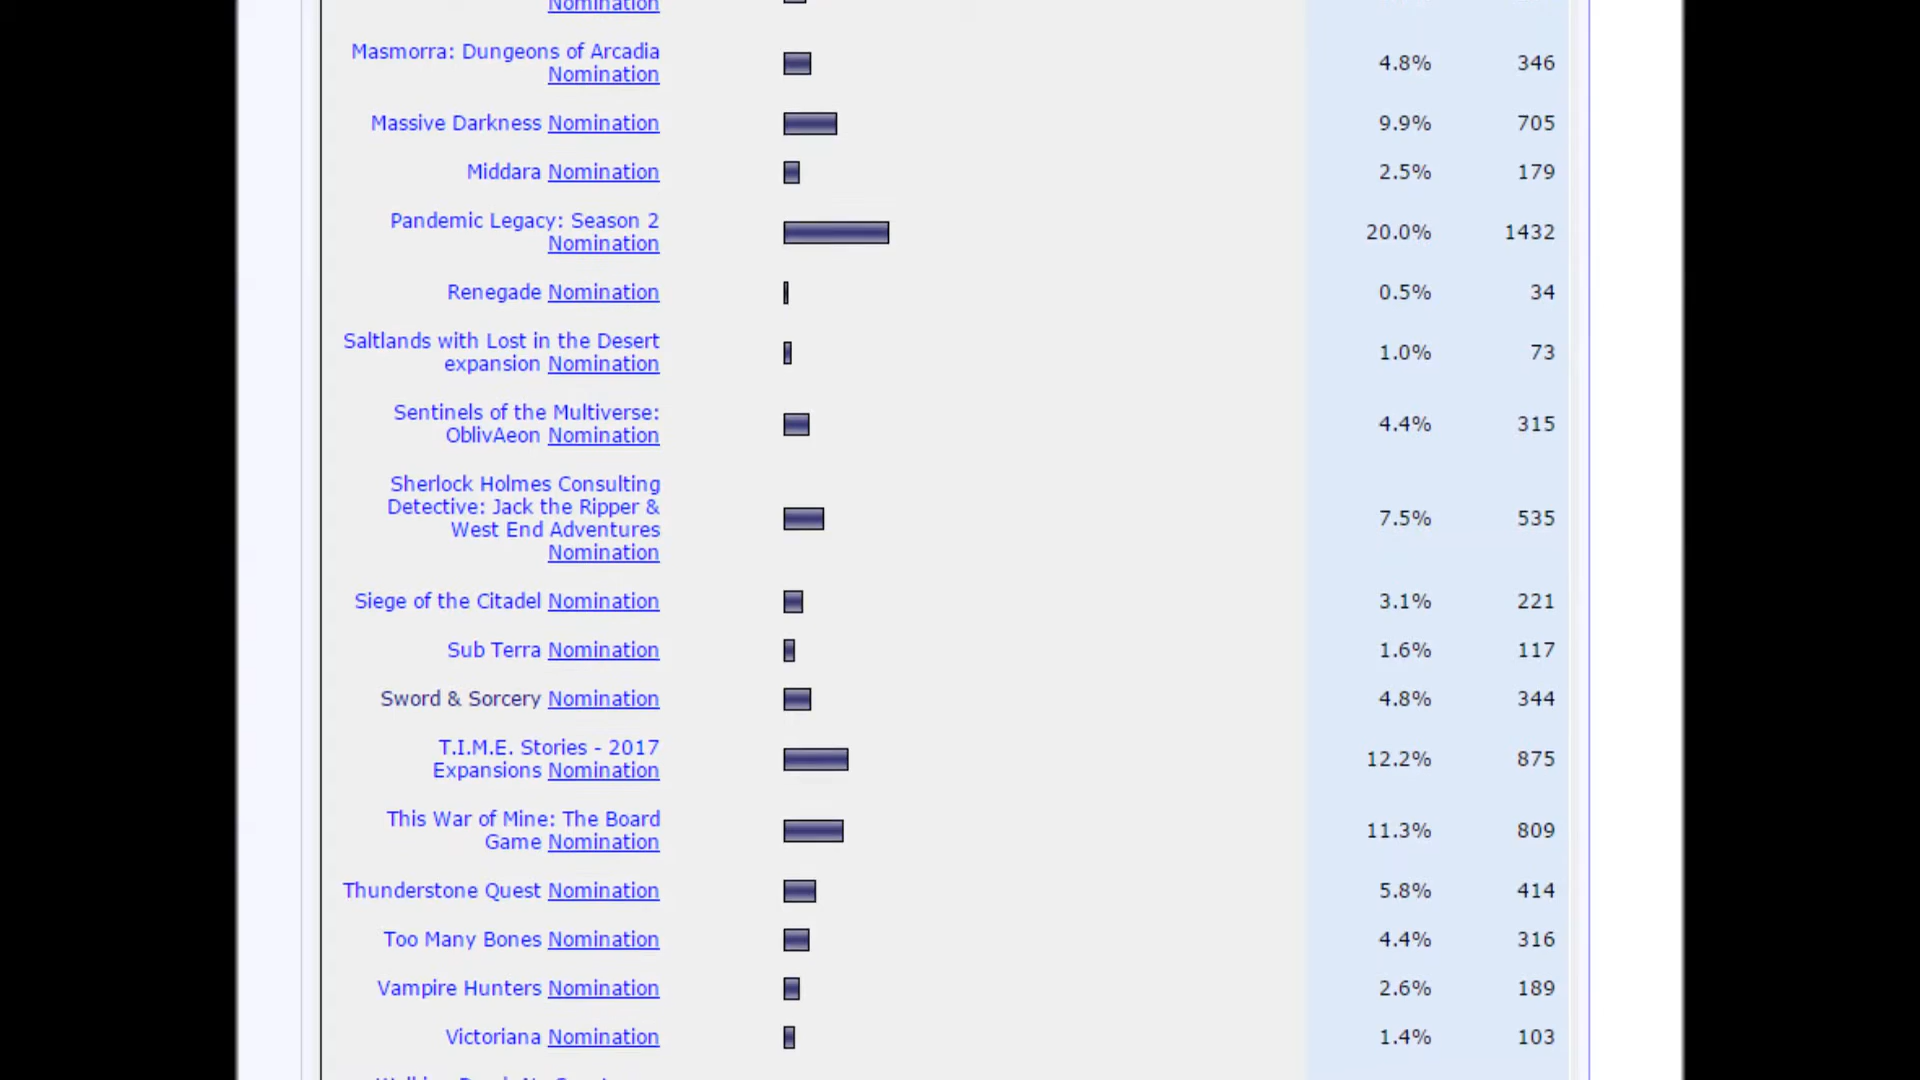 Nomination
Masmorra: Dungeons of Arcadia
Nomination
4.8% 346
Massive Darkness Nomination 9.9% 705
Middara Nomination 2.5% 179
Pandemic Legacy: Season 2
Nomination
20.0% 1432
Renegade Nomination 0.5% 34
Saltlands with Lost in the Desert
expansion Nomination
1.0% 73
Sentinels of the Multiverse:
OblivAeon Nomination
4.4% 315
Sherlock Holmes Consulting
Detective: Jack the Ripper &
West End Adventures
Nomination
7.5% 535
Siege of the Citadel Nomination 3.1% 221
Sub Terra Nomination 1.6% 117
Sword & Sorcery Nomination 4.8% 344
T.I.M.E. Stories - 2017
Expansions Nomination
12.2% 875
This War of Mine: The Board
Game Nomination
11.3% 809
Thunderstone Quest Nomination 5.8% 414
Too Many Bones Nomination 4.4% 316
Vampire Hunters Nomination 2.6% 189
Victoriana Nomination 1.4% 103